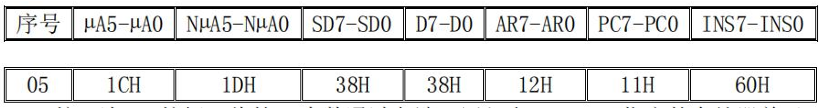 序号 μA5-μA0 NμA5-NμA0 SD7-SD0 D7-D0 AR7-AR0 PC7-PC0 INS7-INS0
05 1CH 1DH 38H 38H 12H 11H 60H